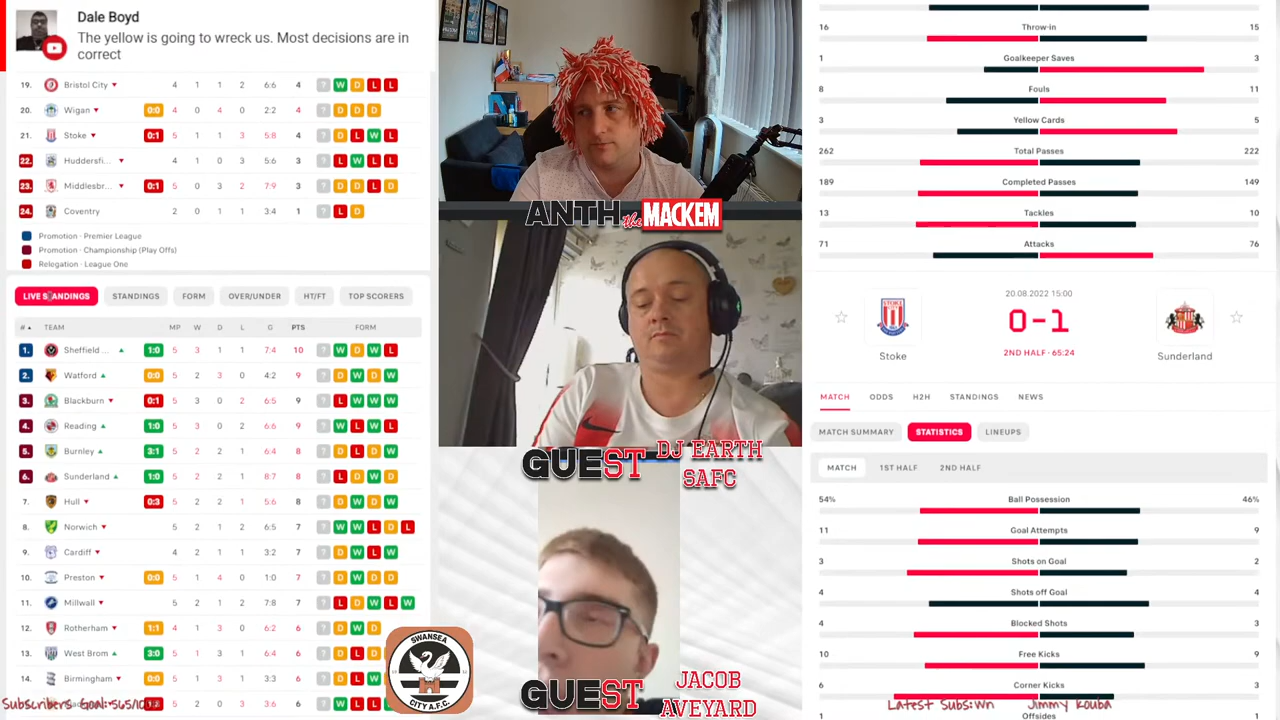 Dale Boyd
The yellow is going to wreck us. Most decisions are in
correct
19. Bristol City 4 1 1 2 6:6 4 ? W D L L
20. Wigan 0:0 4 0 4 0 2:2 4 ? D D D
21. Stoke 0:1 5 1 1 3 5:8 4 ? D L W L
22. Huddersfi... 4 1 0 3 5:6 3 ? L W L L
23. Middlesbr... 0:1 5 0 3 2 7:9 3 ? D D L D
24. Coventry 2 0 1 1 3:4 1 ? L D
Promotion - Premier League
Promotion - Championship (Play Offs)
Relegation - League One
LIVE STANDINGS STANDINGS FORM OVER/UNDER HT/FT TOP SCORERS
# TEAM MP W D L G PTS FORM
1. Sheffield ... 1:0 5 3 1 1 7:4 10 ? W D W L
2. Watford 0:0 5 2 3 0 4:2 9 ? D W D W
3. Blackburn 0:1 5 3 0 2 6:5 9 ? L W W W
4. Reading 1:0 5 3 0 2 6:6 9 ? W L W L
5. Burnley 3:1 5 2 2 1 6:4 8 ? D L D W
6. Sunderland 1:0 5 2 2 1 8:7 8 ? L D W D
7. Hull 0:3 5 2 2 1 5:6 8 ? D W D W
8. Norwich 5 2 1 2 6:5 7 ? W W L D L
9. Cardiff 4 2 1 1 3:2 7 ? D W L W
10. Preston 0:0 5 1 4 0 1:0 7 ? D W D D
11. Millwall 5 2 1 2 7:8 7 ? L D W L W
12. Rotherham 1:1 4 1 3 0 6:2 6 ? D W D
13. West Brom 3:0 5 1 3 1 6:4 6 ? D L D
14. Birmingham 0:0 5 1 3 1 3:3 6 ? D L W
6 ? W L L
Subscribers Goal: 565/10
ANTH the MACKEM
GUEST DJ EARTH
SAFC
SWANSEA
CITY A.F.C.
GUEST JACOB
AVEYARD
16 Throw-in 15
1 Goalkeeper Saves 3
8 Fouls 11
3 Yellow Cards 5
262 Total Passes 222
189 Completed Passes 149
13 Tackles 10
71 Attacks 76
20.08.2022 15:00
0-1
2ND HALF - 65:24
Stoke Sunderland
MATCH ODDS H2H STANDINGS NEWS
MATCH SUMMARY STATISTICS LINEUPS
MATCH 1ST HALF 2ND HALF
54% Ball Possession 46%
11 Goal Attempts 9
3 Shots on Goal 2
4 Shots off Goal 4
4 Blocked Shots 3
10 Free Kicks 9
6 Corner Kicks 3
Latest Subs: Wn Jimmy Kouba
1 Offsides 1